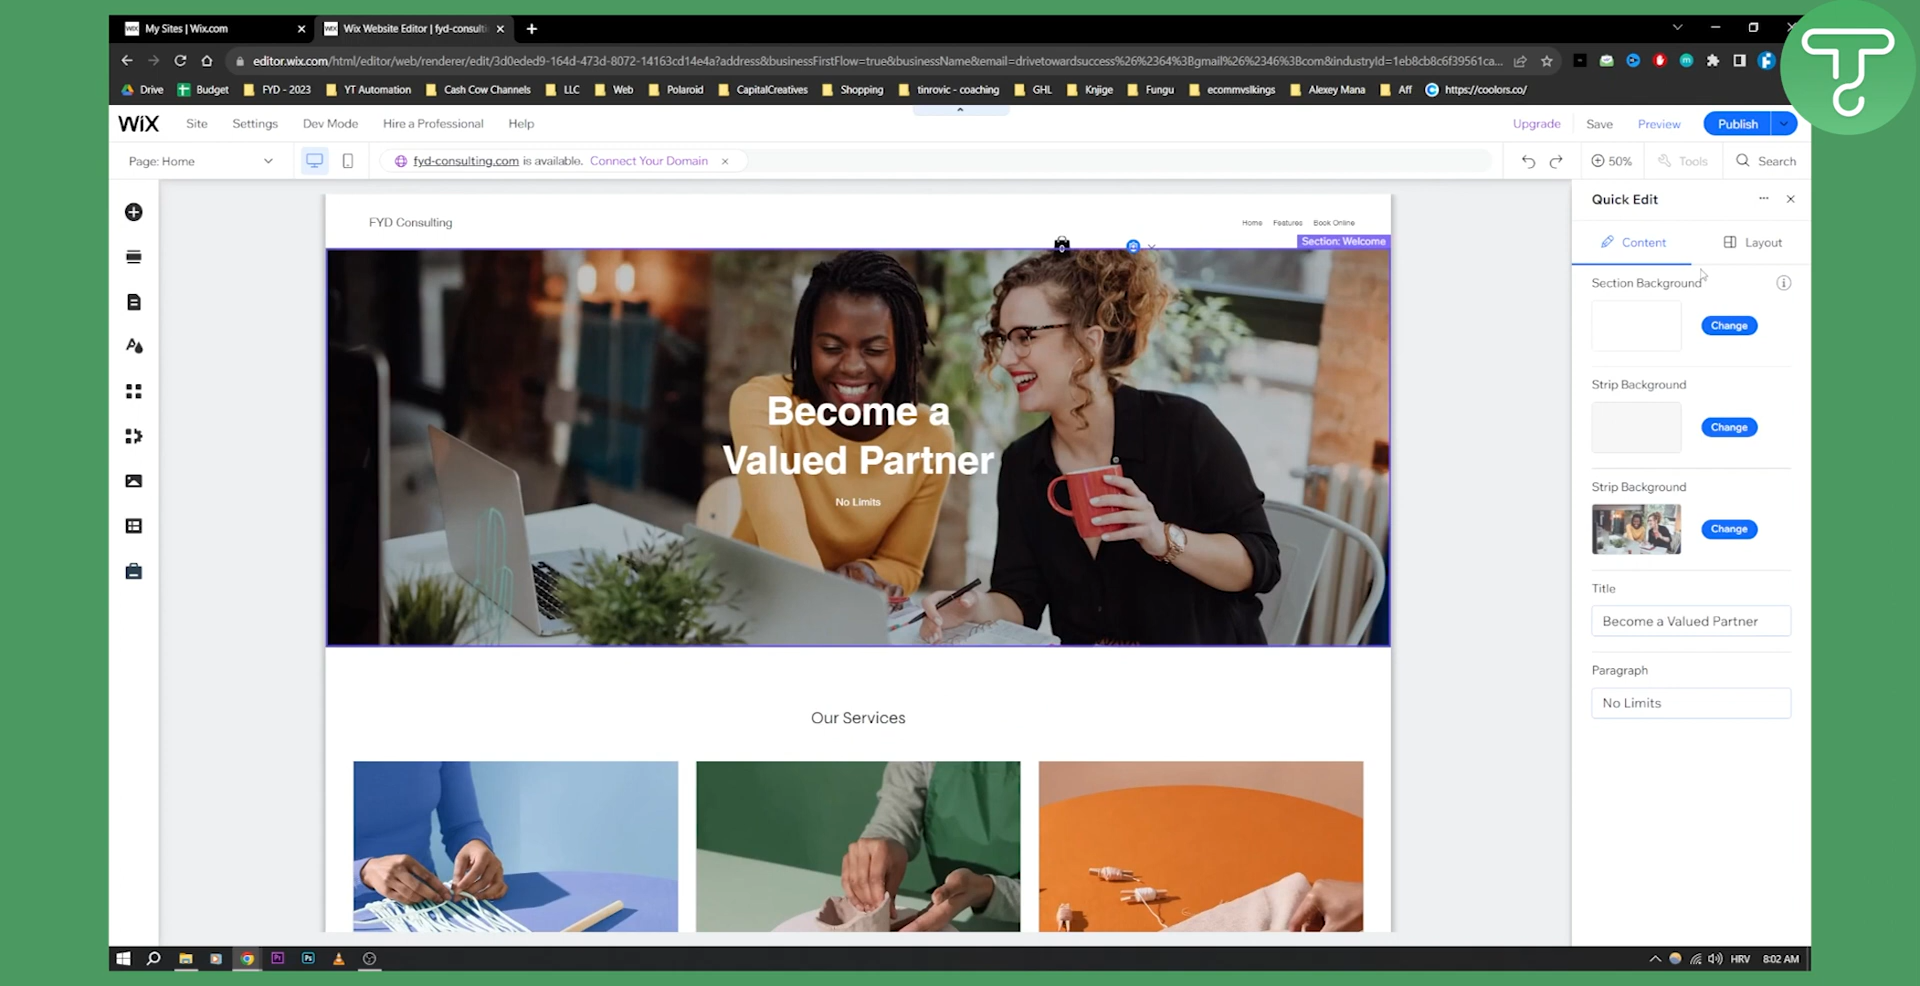 WiX My Sites | Wix.com
WiX Wix Website Editor | fyd-consulti
editor.wix.com/html/editor/web/renderer/edit/3d0eded9-164d-473d-8072-14163cd14e4a?address&businessFirstFlow=true&businessName&email=drivetowardsuccess%26%2364%3Bgmail%26%2346%3Bcom&industryId=1eb8cb8c6f39561ca...
Drive Budget FYD - 2023 YT Automation Cash Cow Channels LLC Web Polaroid CapitalCreatives Shopping tinrovic - coaching GHL Knjige Fungu ecommvslkings Alexey Mana Aff https://coolors.co/
WiX Site Settings Dev Mode Hire a Professional Help Upgrade Save Preview Publish
Page: Home fyd-consulting.com is available. Connect Your Domain 50% Tools Search
Quick Edit
Content Layout
FYD Consulting Home Features Book Online
Section: Welcome
Become a
Valued Partner
No Limits
Our Services
Section Background
Change
Strip Background
Change
Strip Background
Change
Title
Become a Valued Partner
Paragraph
No Limits
Pr Ps HRV 8:02 AM